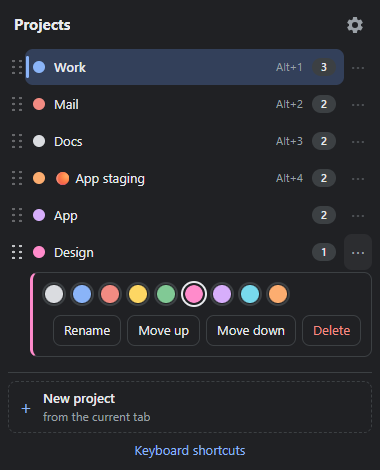 Projects
Work Alt+1 3
Mail Alt+2 2
Docs Alt+3 2
App staging Alt+4 2
App 2
Design 1
Rename Move up Move down Delete
+ New project
from the current tab
Keyboard shortcuts